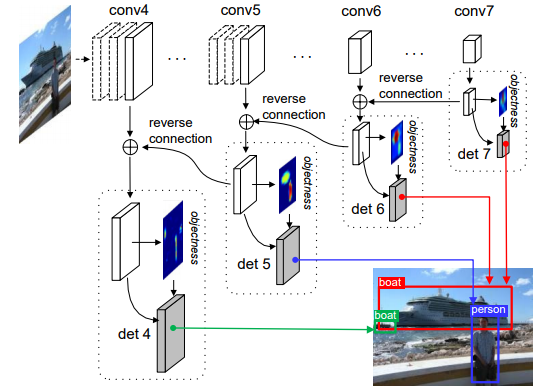 conv4
conv5
conv6
conv7
reverse
connection
reverse
connection
reverse
connection
objectness
det 7
objectness
det 6
objectness
det 5
objectness
det 4
boat
boat
person